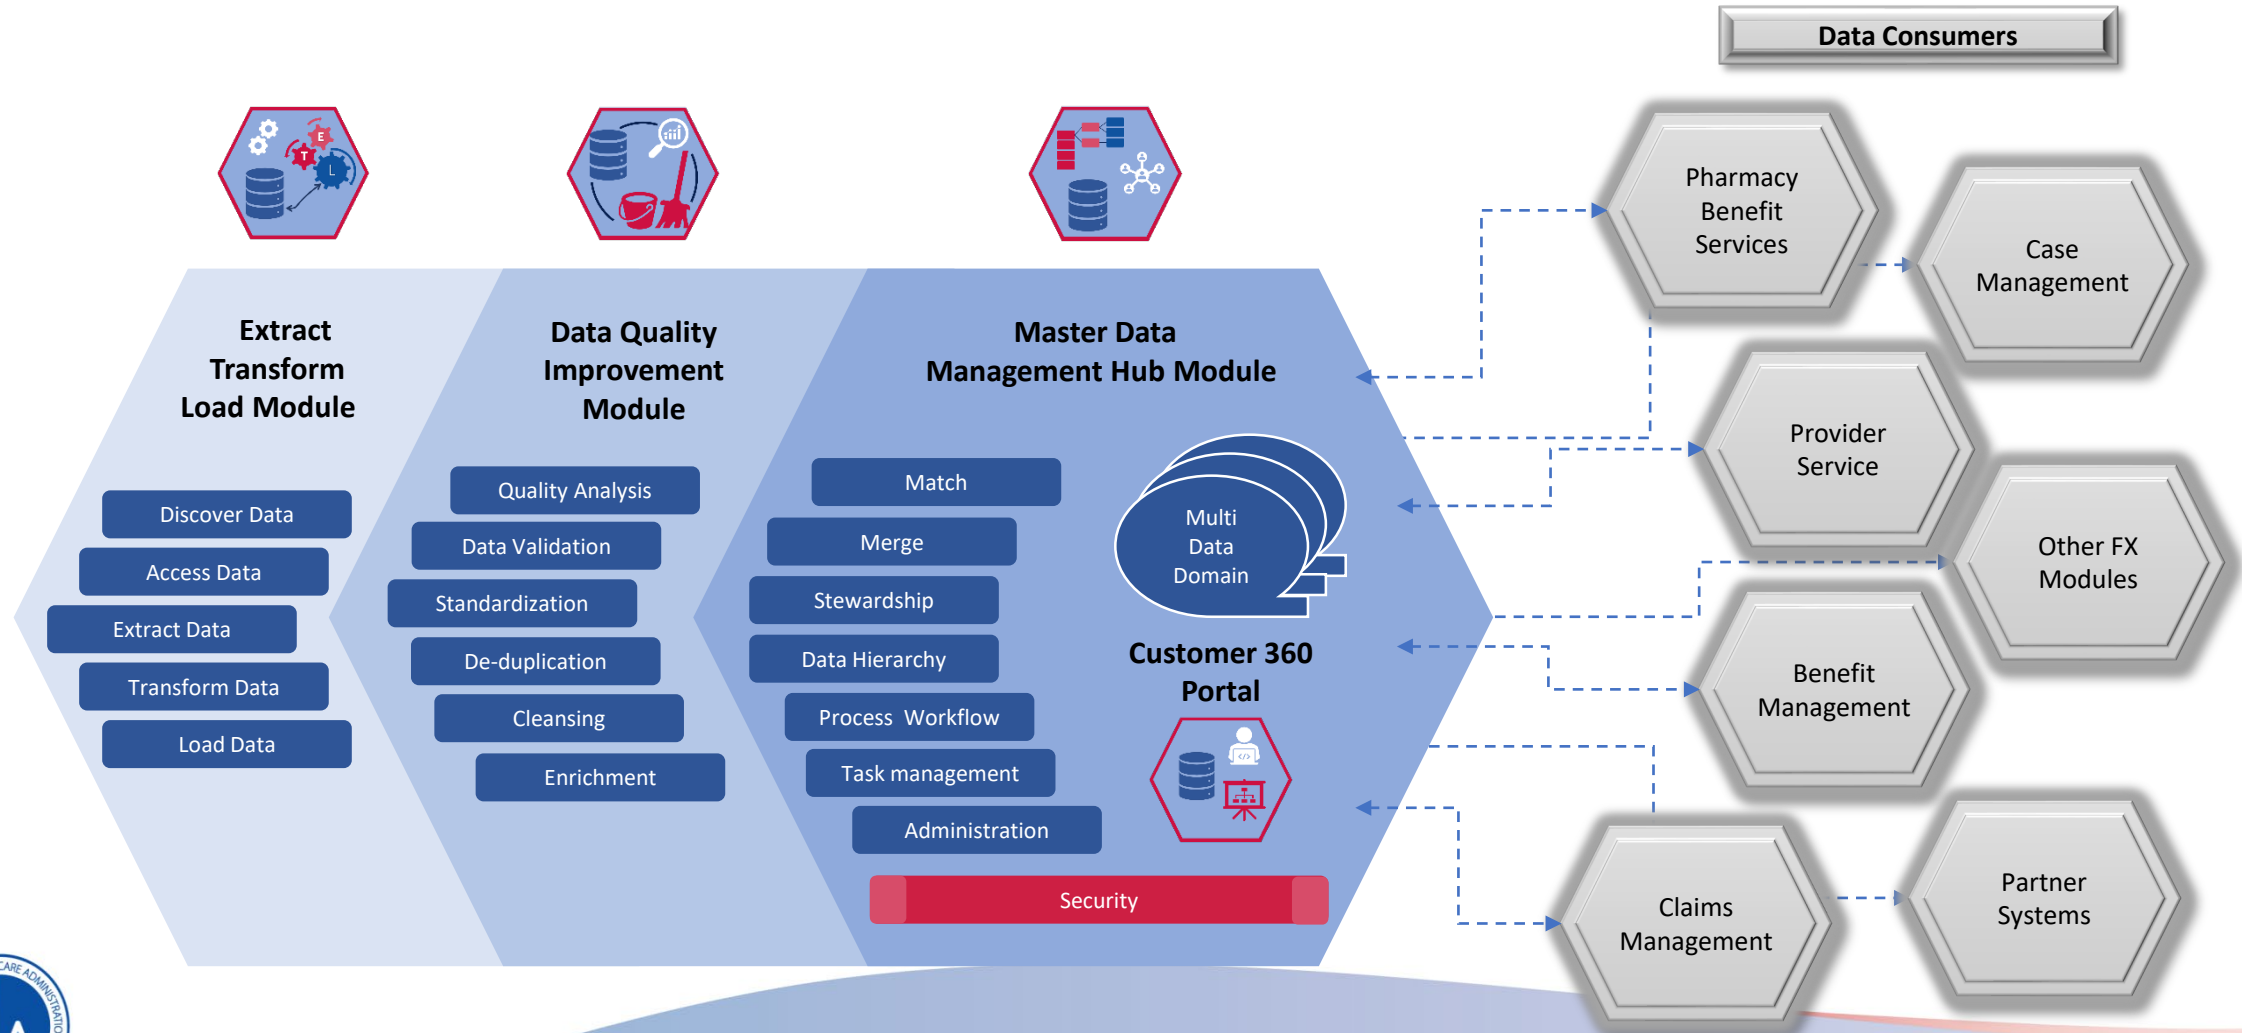 Data Consumers
E
T
L
Extract
Transform
Load Module
Discover Data
Access Data
Extract Data
Transform Data
Load Data
Data Quality
Improvement
Module
Quality Analysis
Data Validation
Standardization
De-duplication
Cleansing
Enrichment
Master Data
Management Hub Module
Match
Merge
Stewardship
Data Hierarchy
Process Workflow
Task management
Administration
Multi
Data
Domain
Customer 360
Portal
</>
Security
Pharmacy
Benefit
Services
Case
Management
Provider
Service
Other FX
Modules
Benefit
Management
Claims
Management
Partner
Systems